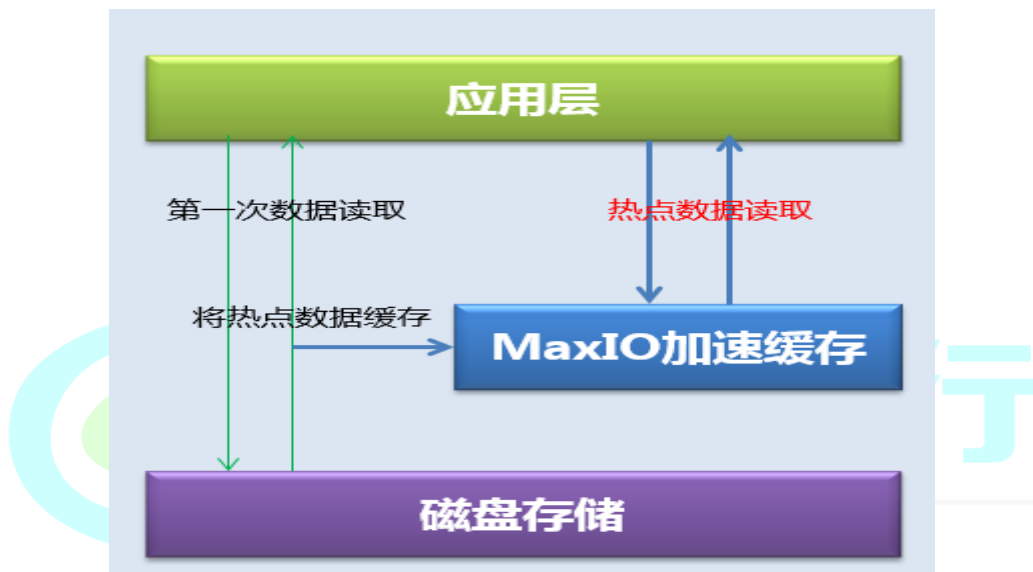 应用层
第一次数据读取
热点数据读取
将热点数据缓存
MaxIO加速缓存
行
磁盘存储